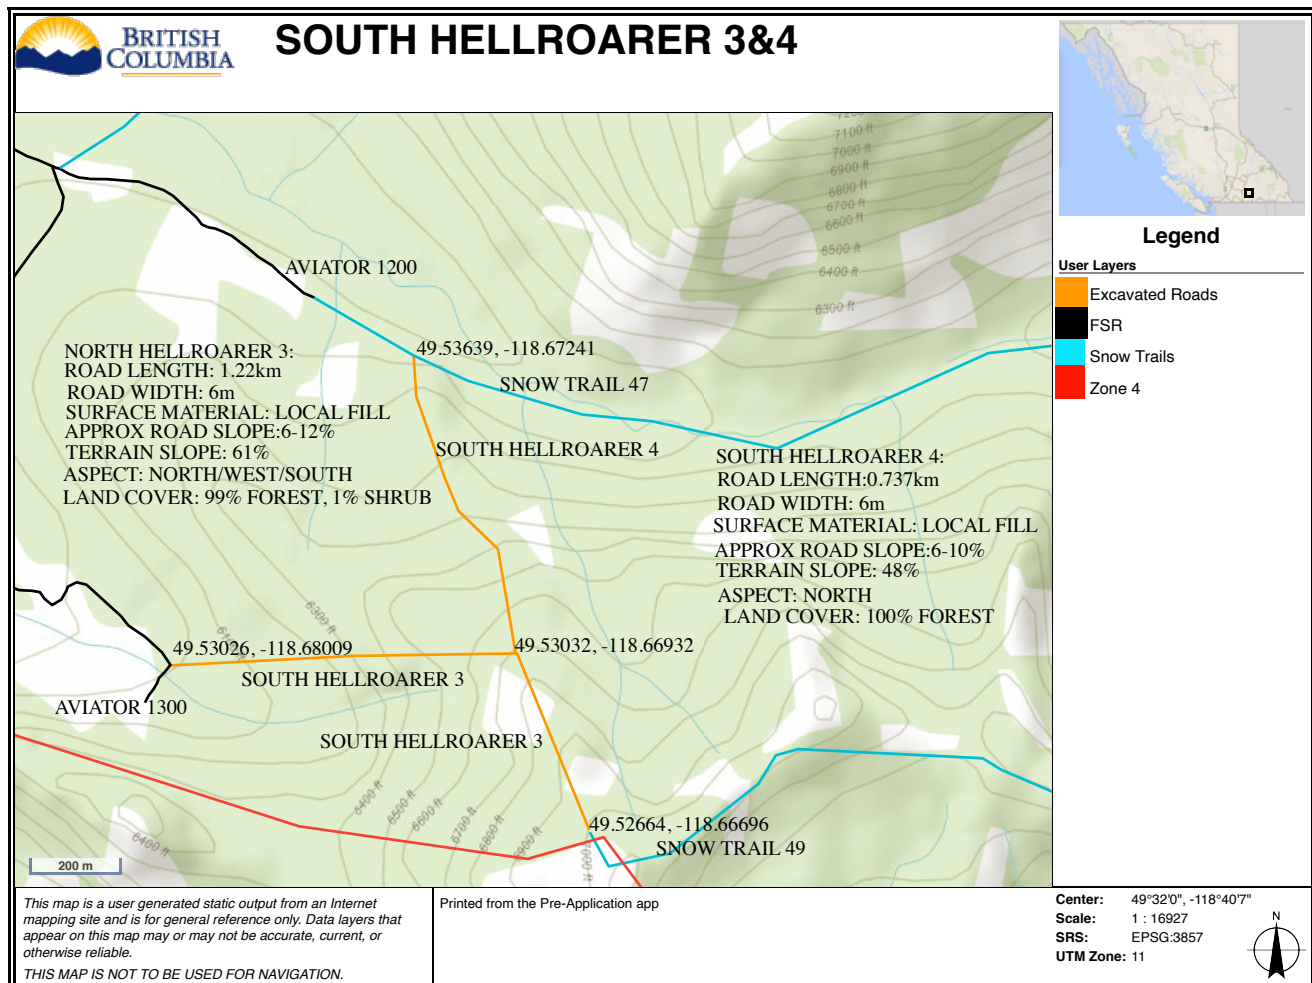 BRITISH
COLUMBIA
SOUTH HELLROARER 3&4
7100 ft
7000 ft
6900 ft
6800 ft
6700 ft
6600 ft
6500 ft
6400 ft
6300 ft
AVIATOR 1200
49.53639, -118.67241
SNOW TRAIL 47
NORTH HELLROARER 3:
ROAD LENGTH: 1.22km
ROAD WIDTH: 6m
SURFACE MATERIAL: LOCAL FILL
APPROX ROAD SLOPE:6-12%
TERRAIN SLOPE: 61%
ASPECT: NORTH/WEST/SOUTH
LAND COVER: 99% FOREST, 1% SHRUB
SOUTH HELLROARER 4
SOUTH HELLROARER 4:
ROAD LENGTH:0.737km
ROAD WIDTH: 6m
SURFACE MATERIAL: LOCAL FILL
APPROX ROAD SLOPE:6-10%
TERRAIN SLOPE: 48%
ASPECT: NORTH
LAND COVER: 100% FOREST
6300 ft
49.53026, -118.68009
49.53032, -118.66932
SOUTH HELLROARER 3
AVIATOR 1300
SOUTH HELLROARER 3
6400 ft
6500 ft
6600 ft
6700 ft
6800 ft
6900 ft
6400 ft
49.52664, -118.66696
SNOW TRAIL 49
200 m
Legend
User Layers
Excavated Roads
FSR
Snow Trails
Zone 4
This map is a user generated static output from an Internet
mapping site and is for general reference only. Data layers that
appear on this map may or may not be accurate, current, or
otherwise reliable.
THIS MAP IS NOT TO BE USED FOR NAVIGATION.
Printed from the Pre-Application app
Center: 49°32'0", -118°40'7"
Scale: 1 : 16927
SRS: EPSG:3857
UTM Zone: 11
N